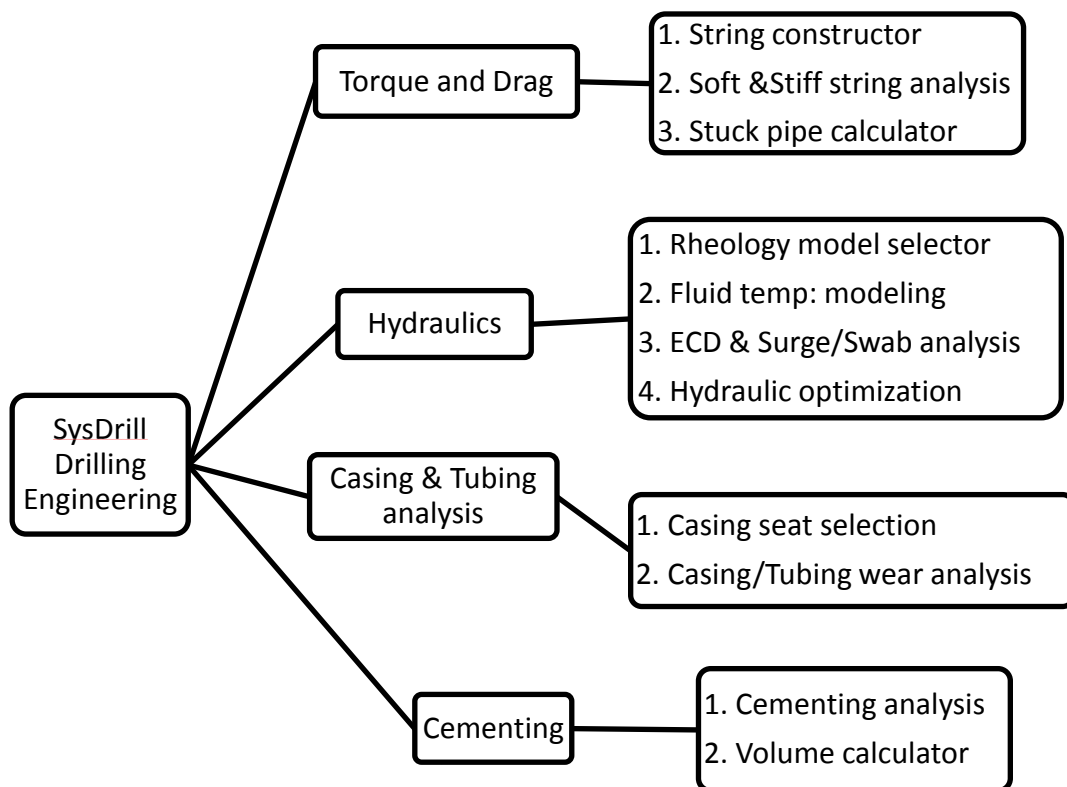 SysDrill
Drilling
Engineering
Torque and Drag
1. String constructor
2. Soft &Stiff string analysis
3. Stuck pipe calculator
Hydraulics
1. Rheology model selector
2. Fluid temp: modeling
3. ECD & Surge/Swab analysis
4. Hydraulic optimization
Casing & Tubing
analysis
1. Casing seat selection
2. Casing/Tubing wear analysis
Cementing
1. Cementing analysis
2. Volume calculator